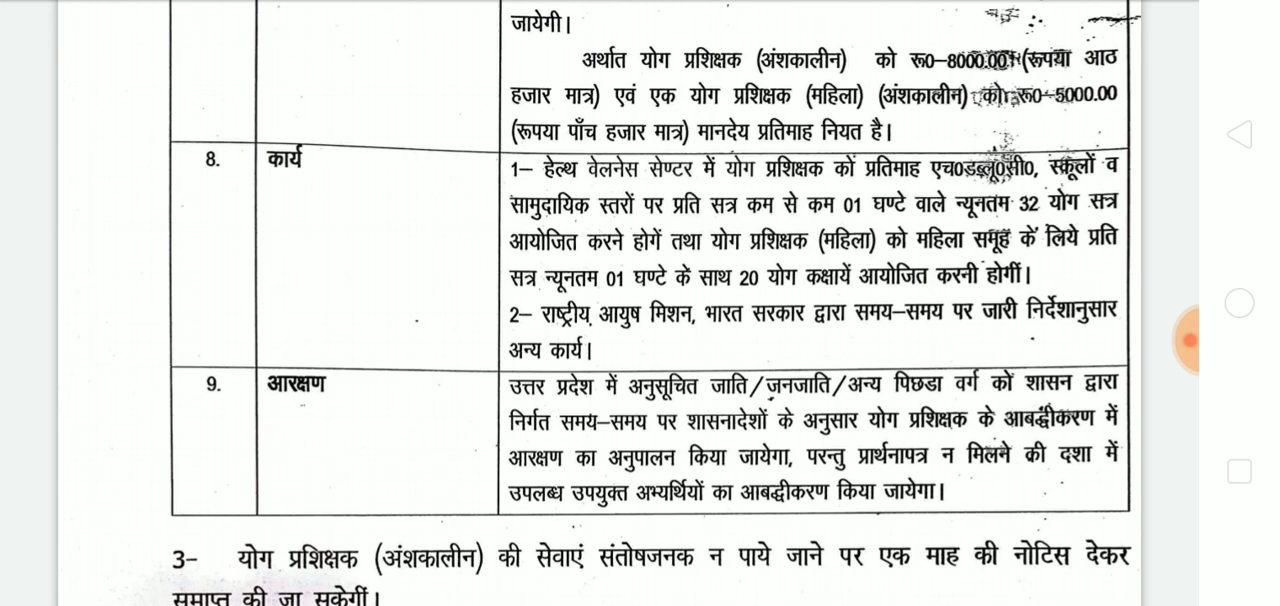 जायेगी।
अर्थात योग प्रशिक्षक (अंशकालीन) को रू0-8000.00 (रूपया आठ
हजार मात्र) एवं एक योग प्रशिक्षक (महिला) (अंशकालीन) को रू0-5000.00
(रूपया पाँच हजार मात्र) मानदेय प्रतिमाह नियत है।
8. कार्य
1— हेल्थ वेलनेस सेण्टर में योग प्रशिक्षक कों प्रतिमाह एच0डब्लू0सी0, स्कूलों व
सामुदायिक स्तरों पर प्रति सत्र कम से कम 01 घण्टे वाले न्यूनतम 32 योग सत्र
आयोजित करने होगें तथा योग प्रशिक्षक (महिला) को महिला समूह के लिये प्रति
सत्र न्यूनतम 01 घण्टे के साथ 20 योग कक्षायें आयोजित करनी होगीं।
2— राष्ट्रीय आयुष मिशन, भारत सरकार द्वारा समय—समय पर जारी निर्देशानुसार
अन्य कार्य।
9. आरक्षण
उत्तर प्रदेश में अनुसूचित जाति/जनजाति/अन्य पिछडा वर्ग कों शासन द्वारा
निर्गत समय—समय पर शासनादेशों के अनुसार योग प्रशिक्षक के आबद्धीकरण में
आरक्षण का अनुपालन किया जायेगा, परन्तु प्रार्थनापत्र न मिलने की दशा में
उपलब्ध उपयुक्त अभ्यर्थियों का आबद्धीकरण किया जायेगा।
3- योग प्रशिक्षक (अंशकालीन) की सेवाएं संतोषजनक न पाये जाने पर एक माह की नोटिस देकर
समाप्त की जा सकेगीं।